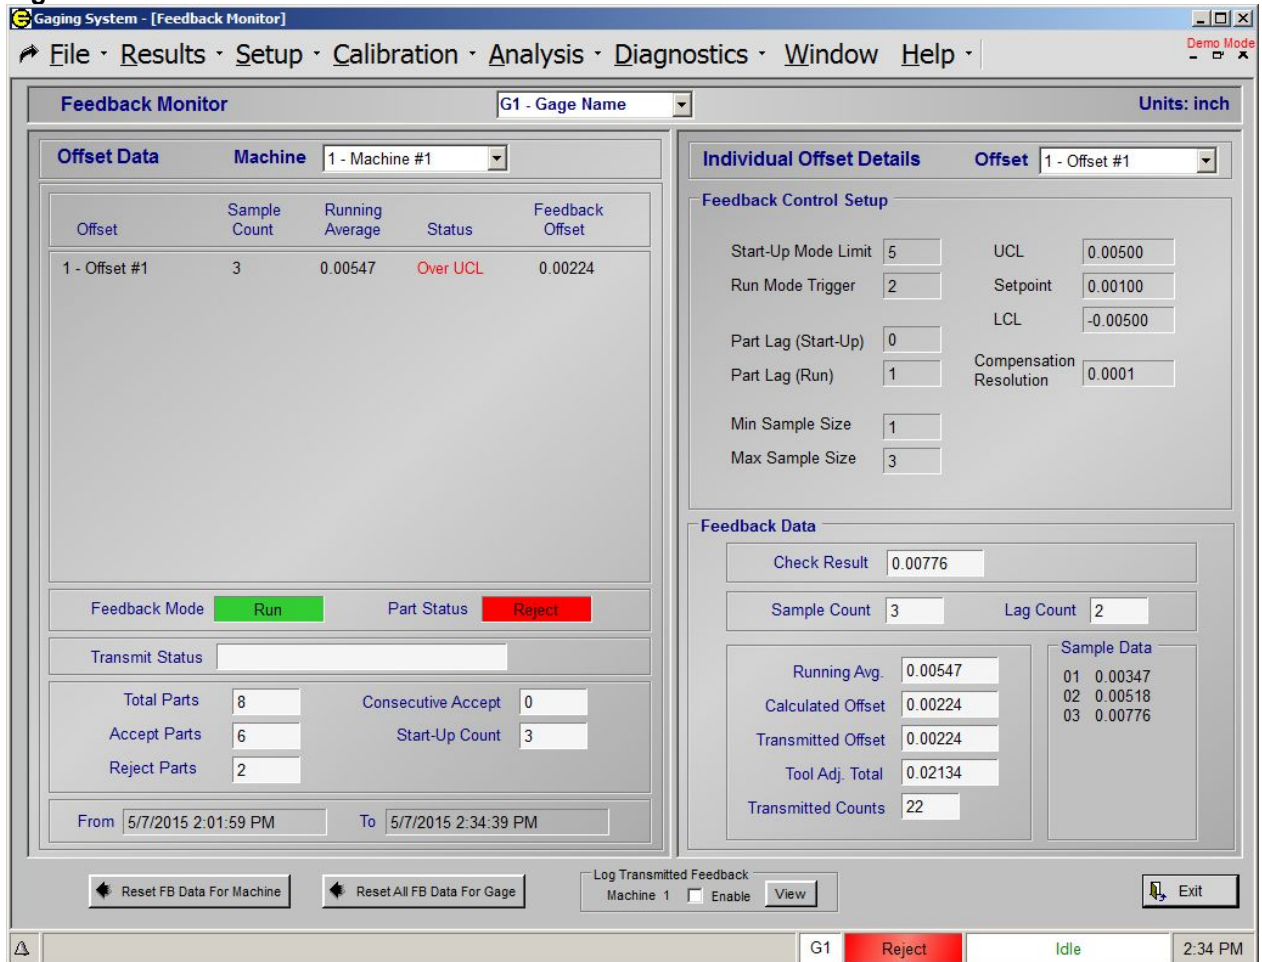 Gaging System - [Feedback Monitor]
File Results Setup Calibration Analysis Diagnostics Window Help
Demo Mode
Feedback Monitor G1 - Gage Name Units: inch
Offset Data Machine 1 - Machine #1
Offset Sample Count Running Average Status Feedback Offset
1 - Offset #1 3 0.00547 Over UCL 0.00224
Feedback Mode Run Part Status Reject
Transmit Status
Total Parts 8 Consecutive Accept 0
Accept Parts 6 Start-Up Count 3
Reject Parts 2
From 5/7/2015 2:01:59 PM To 5/7/2015 2:34:39 PM
Individual Offset Details Offset 1 - Offset #1
Feedback Control Setup
Start-Up Mode Limit 5 UCL 0.00500
Run Mode Trigger 2 Setpoint 0.00100
LCL -0.00500
Part Lag (Start-Up) 0
Part Lag (Run) 1 Compensation Resolution 0.0001
Min Sample Size 1
Max Sample Size 3
Feedback Data
Check Result 0.00776
Sample Count 3 Lag Count 2
Running Avg. 0.00547
Calculated Offset 0.00224
Transmitted Offset 0.00224
Tool Adj. Total 0.02134
Transmitted Counts 22
Sample Data
01 0.00347
02 0.00518
03 0.00776
Reset FB Data For Machine Reset All FB Data For Gage
Log Transmitted Feedback
Machine 1 Enable View
Exit
G1 Reject Idle 2:34 PM